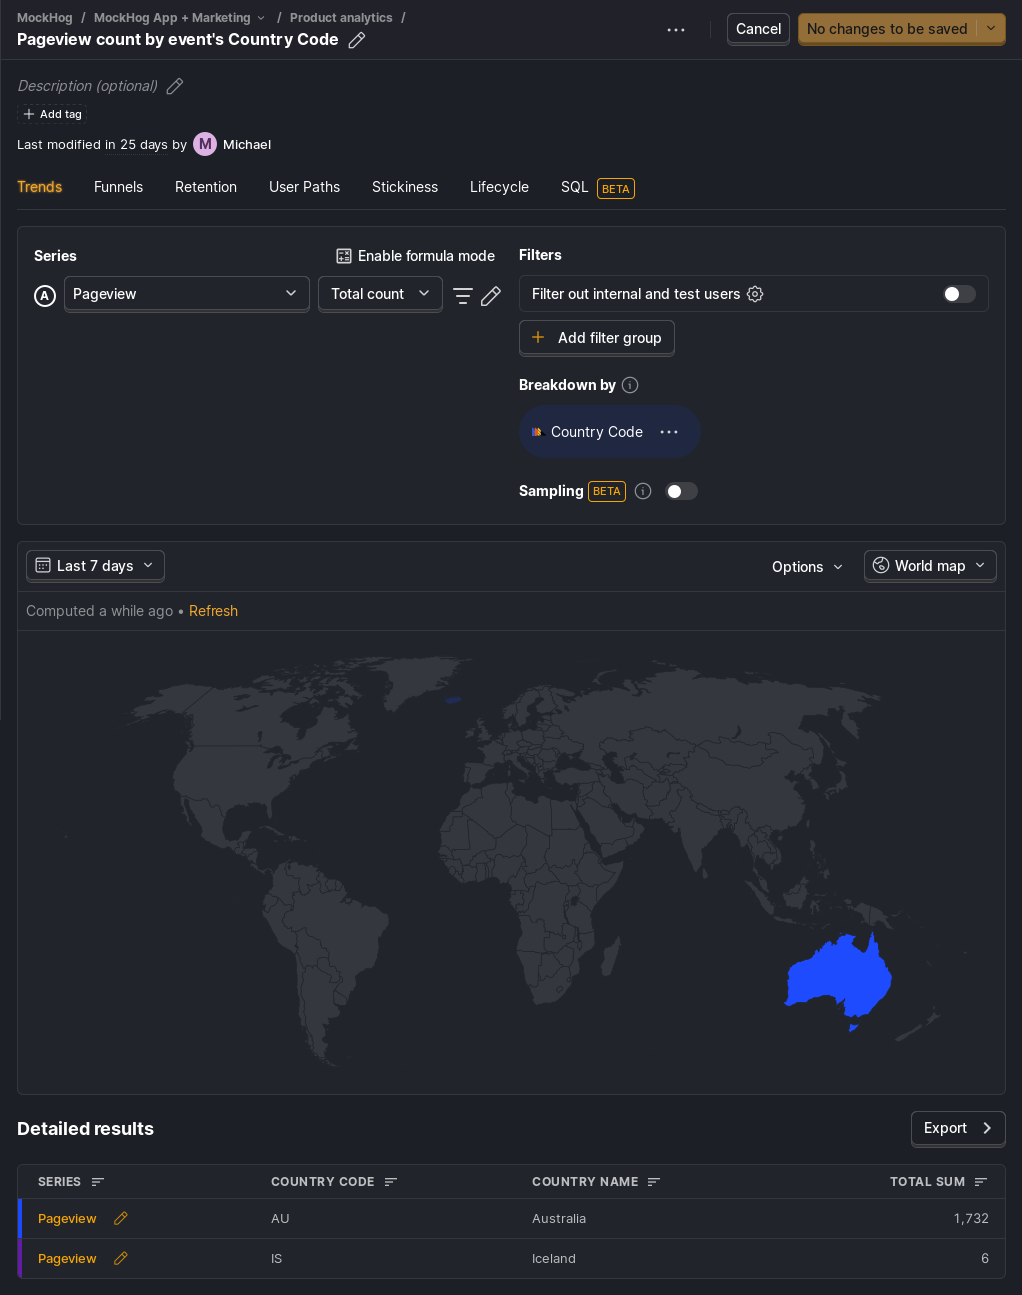 MockHog / MockHog App + Marketing / Product analytics /
Pageview count by event's Country Code
Cancel
No changes to be saved
Description (optional)
Add tag
Last modified in 25 days by M Michael
Trends Funnels Retention User Paths Stickiness Lifecycle SQL BETA
Series
Enable formula mode
A Pageview Total count
Filters
Filter out internal and test users
Add filter group
Breakdown by
Country Code
Sampling BETA
Last 7 days
Options
World map
Computed a while ago • Refresh
Detailed results
Export
SERIES COUNTRY CODE COUNTRY NAME TOTAL SUM
Pageview AU Australia 1,732
Pageview IS Iceland 6